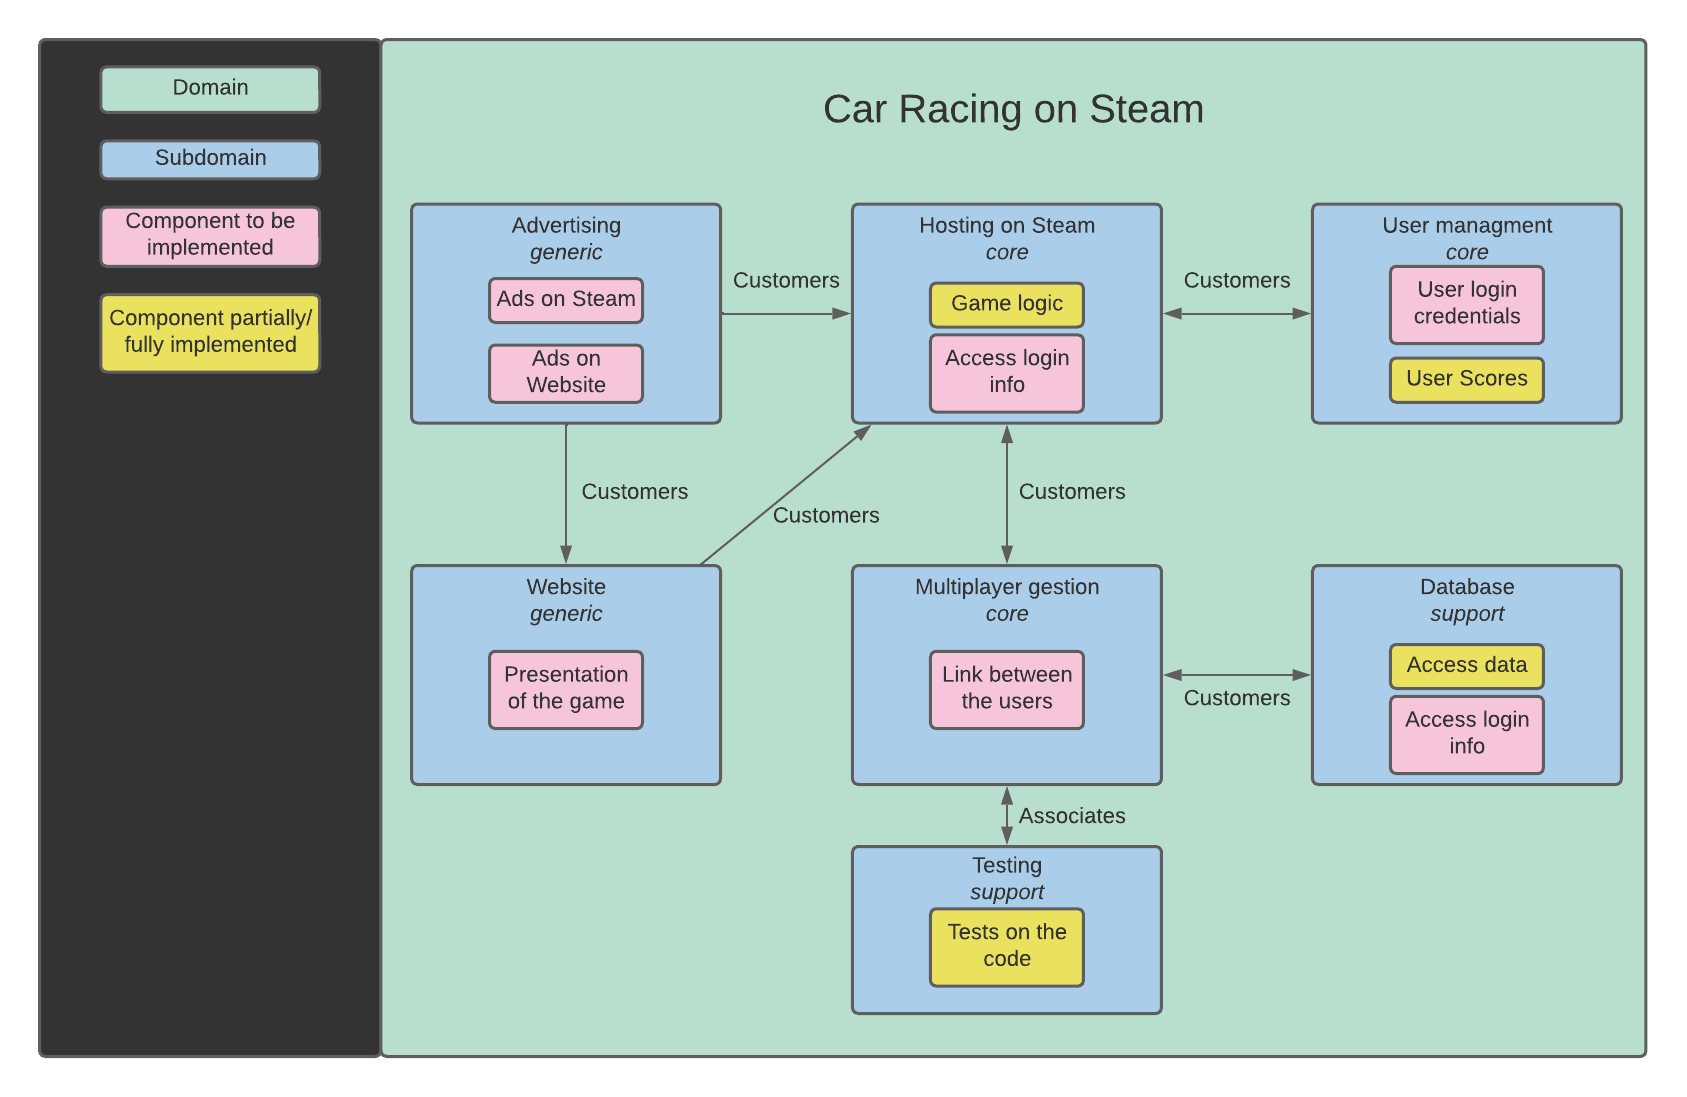 Domain
Subdomain
Component to be
implemented
Component partially/
fully implemented
Car Racing on Steam
Advertising
generic
Ads on Steam
Ads on
Website
Customers
Hosting on Steam
core
Game logic
Access login
info
Customers
User managment
core
User login
credentials
User Scores
Customers
Customers
Customers
Website
generic
Presentation
of the game
Multiplayer gestion
core
Link between
the users
Customers
Database
support
Access data
Access login
info
Associates
Testing
support
Tests on the
code